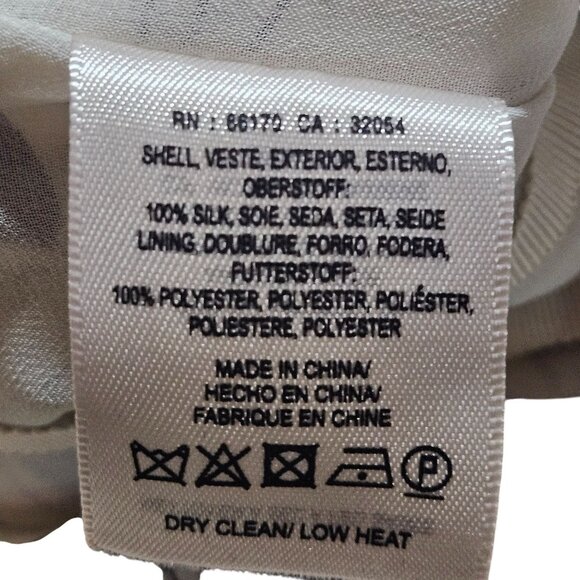 RN : 66170 CA : 32054
SHELL, VESTE, EXTERIOR, ESTERNO,
OBERSTOFF:
100% SILK, SOIE, SEDA, SETA, SEIDE
LINING, DOUBLURE, FORRO, FODERA,
FUTTERSTOFF:
100% POLYESTER, POLYESTER, POLIÉSTER,
POLIESTERE, POLYESTER
MADE IN CHINA/
HECHO EN CHINA/
FABRIQUE EN CHINE
P
DRY CLEAN/ LOW HEAT